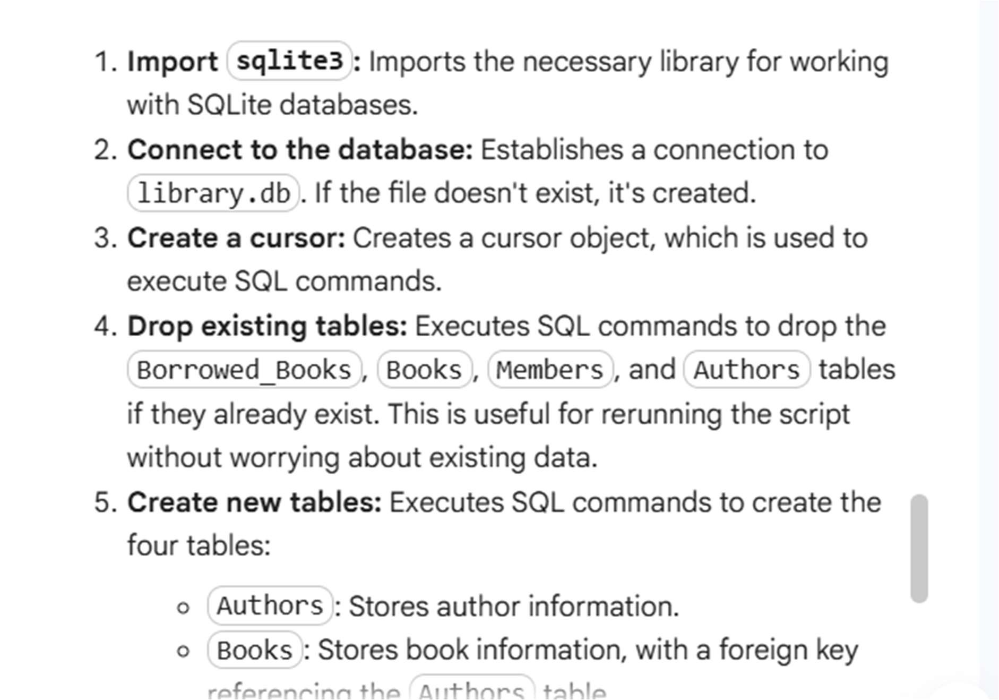 1. Import sqlite3: Imports the necessary library for working
with SQLite databases.
2. Connect to the database: Establishes a connection to
library.db. If the file doesn't exist, it's created.
3. Create a cursor: Creates a cursor object, which is used to
execute SQL commands.
4. Drop existing tables: Executes SQL commands to drop the
Borrowed_Books, Books, Members, and Authors tables
if they already exist. This is useful for rerunning the script
without worrying about existing data.
5. Create new tables: Executes SQL commands to create the
four tables:
Authors: Stores author information.
Books: Stores book information, with a foreign key
referencing the Authors table